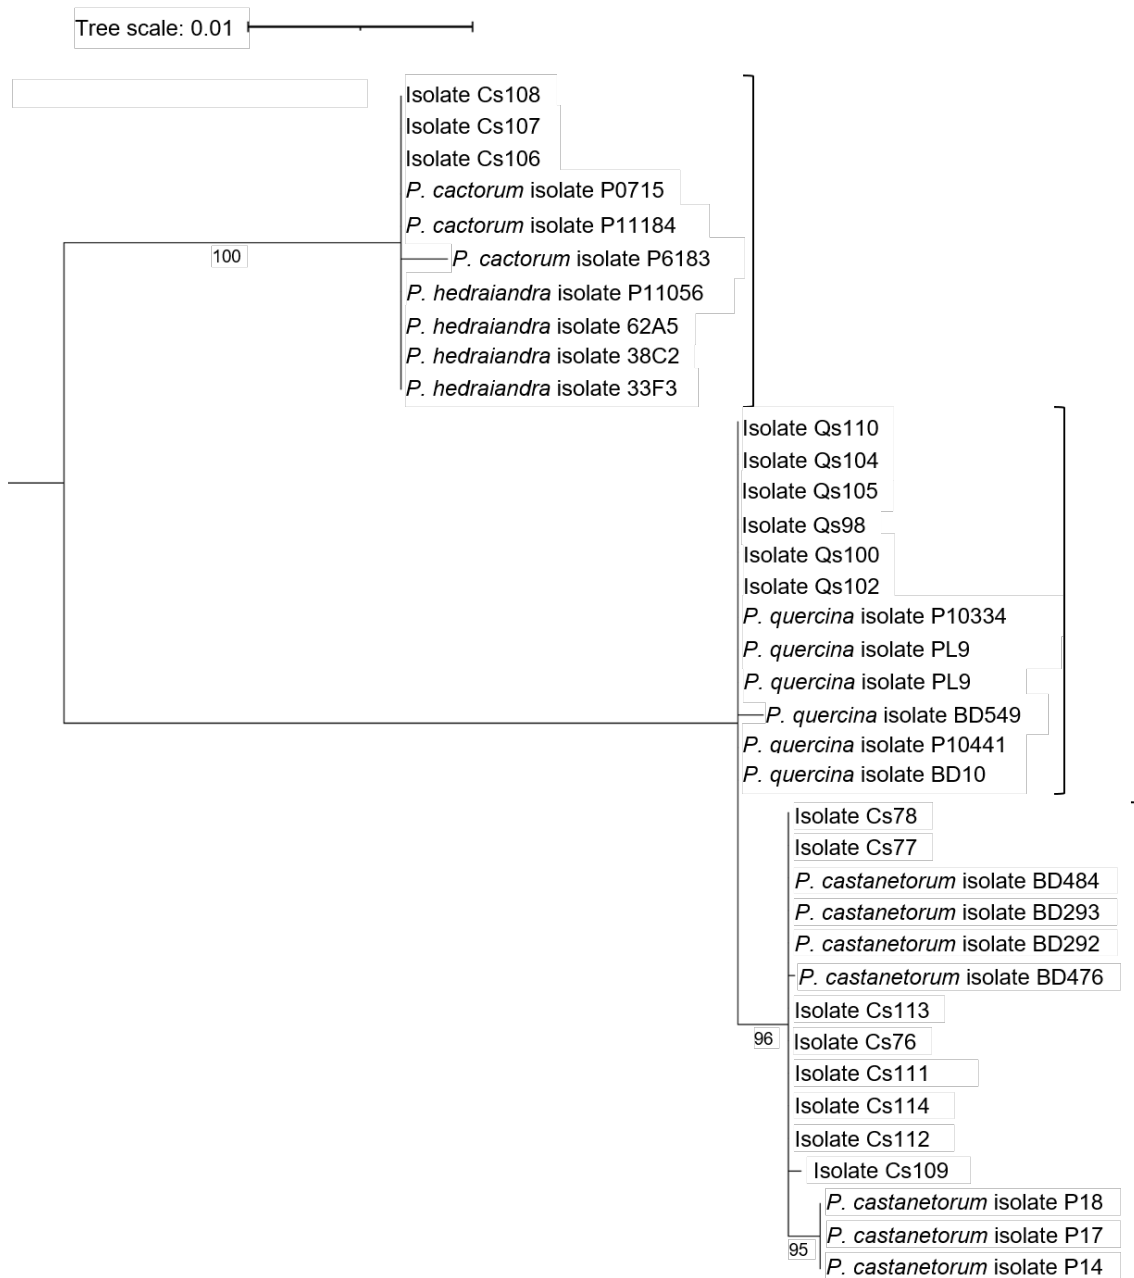 Tree scale: 0.01
Isolate Cs108
Isolate Cs107
Isolate Cs106
P. cactorum isolate P0715
P. cactorum isolate P11184
100
P. cactorum isolate P6183
P. hedraiandra isolate P11056
P. hedraiandra isolate 62A5
P. hedraiandra isolate 38C2
P. hedraiandra isolate 33F3
Isolate Qs110
Isolate Qs104
Isolate Qs105
Isolate Qs98
Isolate Qs100
Isolate Qs102
P. quercina isolate P10334
P. quercina isolate PL9
P. quercina isolate PL9
P. quercina isolate BD549
P. quercina isolate P10441
P. quercina isolate BD10
Isolate Cs78
Isolate Cs77
P. castanetorum isolate BD484
P. castanetorum isolate BD293
P. castanetorum isolate BD292
P. castanetorum isolate BD476
Isolate Cs113
96
Isolate Cs76
Isolate Cs111
Isolate Cs114
Isolate Cs112
Isolate Cs109
P. castanetorum isolate P18
P. castanetorum isolate P17
95
P. castanetorum isolate P14